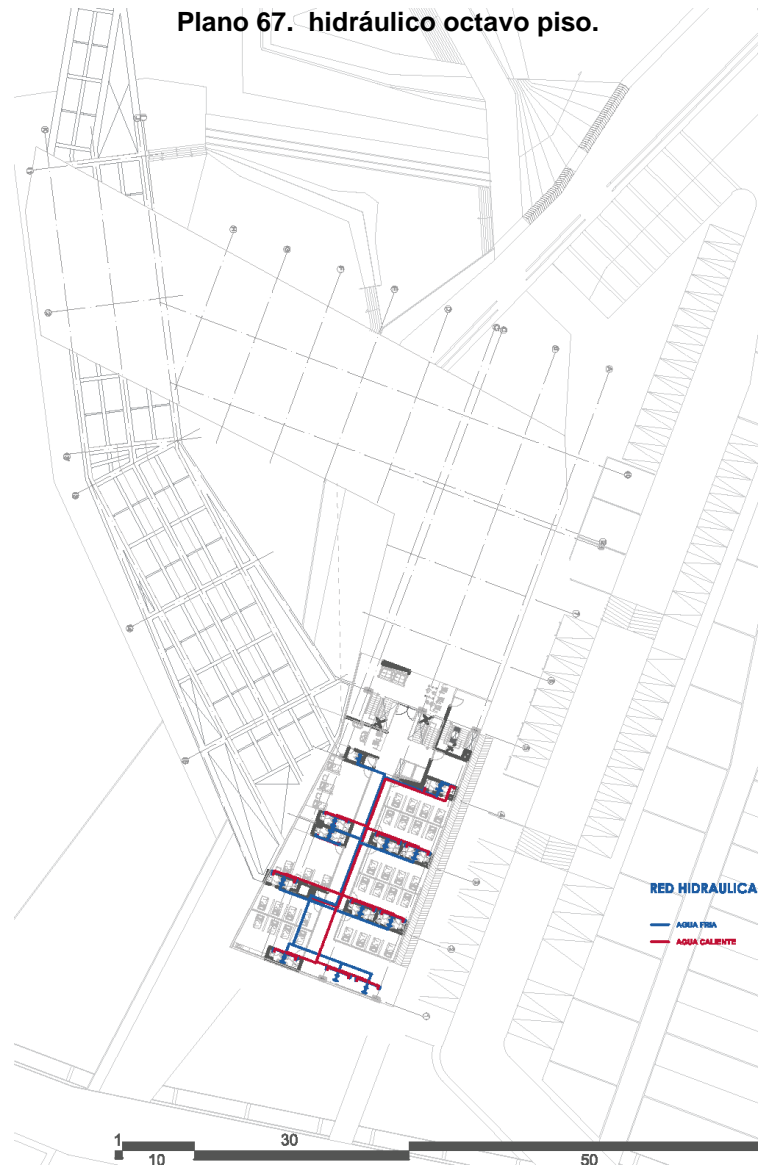 Plano 67. hidráulico octavo piso.
RED HIDRAULICA
AGUA FRIA
AGUA CALIENTE
1
30
10
50